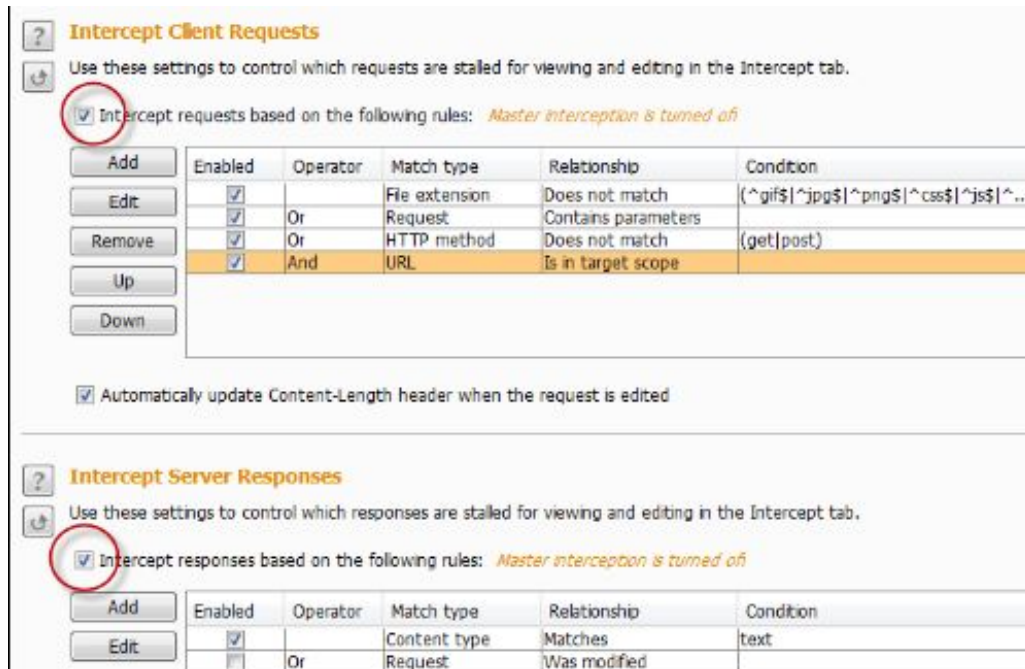 ? Intercept Client Requests
Use these settings to control which requests are stalled for viewing and editing in the Intercept tab.
Intercept requests based on the following rules: Master interception is turned off
Add
Edit
Remove
Up
Down
Enabled Operator Match type Relationship Condition
File extension Does not match (^gif$|^jpg$|^png$|^css$|^js$|^...
Or Request Contains parameters
Or HTTP method Does not match (get|post)
And URL Is in target scope
Automatically update Content-Length header when the request is edited
? Intercept Server Responses
Use these settings to control which responses are stalled for viewing and editing in the Intercept tab.
Intercept responses based on the following rules: Master interception is turned off
Add
Edit
Enabled Operator Match type Relationship Condition
Content type Matches text
Or Request Was modified